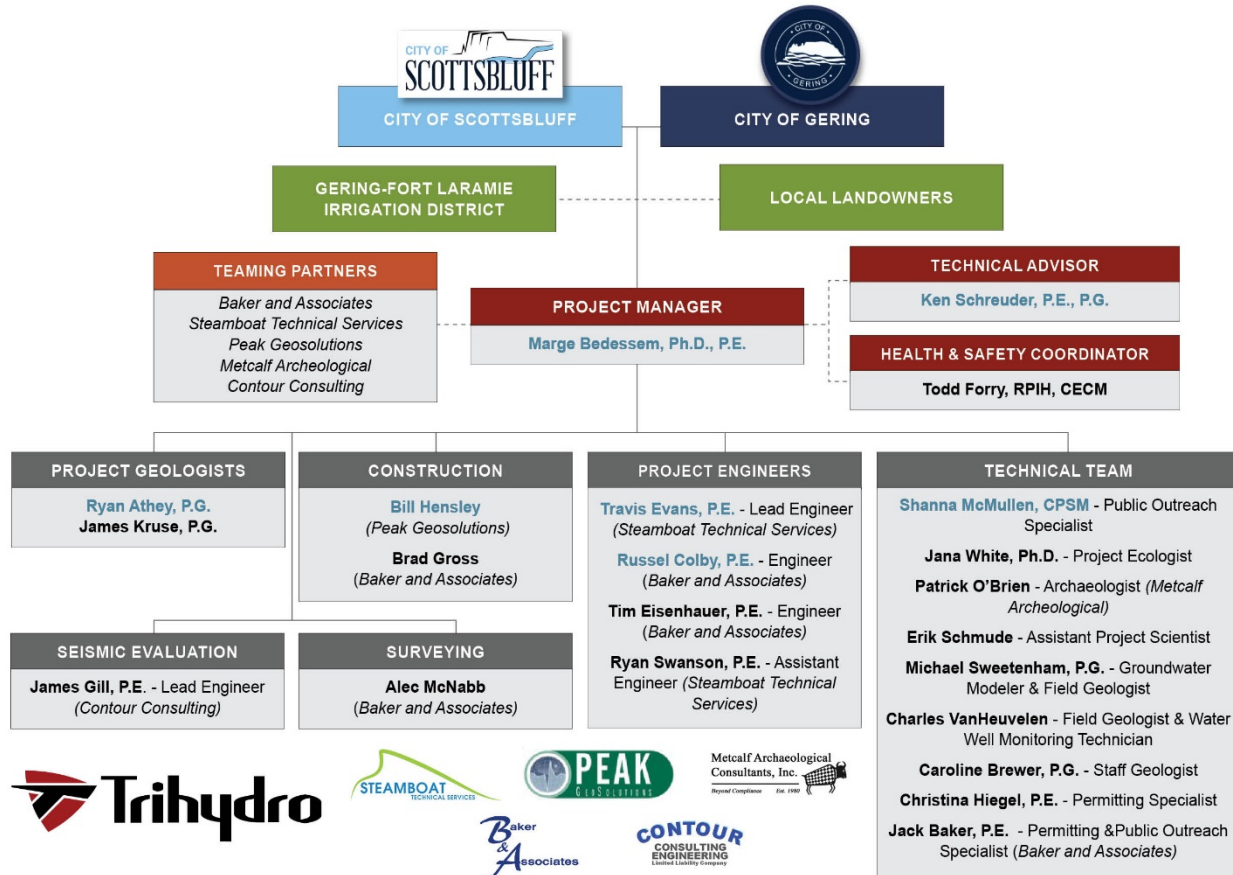 CITY OF
SCOTTSBLUFF
CITY OF
GERING
CITY OF SCOTTSBLUFF
CITY OF GERING
GERING-FORT LARAMIE
IRRIGATION DISTRICT
LOCAL LANDOWNERS
TEAMING PARTNERS
Baker and Associates
Steamboat Technical Services
Peak Geosolutions
Metcalf Archeological
Contour Consulting
PROJECT MANAGER
Marge Bedessem, Ph.D., P.E.
TECHNICAL ADVISOR
Ken Schreuder, P.E., P.G.
HEALTH & SAFETY COORDINATOR
Todd Forry, RPIH, CECM
PROJECT GEOLOGISTS
Ryan Athey, P.G.
James Kruse, P.G.
CONSTRUCTION
Bill Hensley
(Peak Geosolutions)
Brad Gross
(Baker and Associates)
PROJECT ENGINEERS
Travis Evans, P.E. - Lead Engineer
(Steamboat Technical Services)
Russel Colby, P.E. - Engineer
(Baker and Associates)
Tim Eisenhauer, P.E. - Engineer
(Baker and Associates)
Ryan Swanson, P.E. - Assistant
Engineer (Steamboat Technical
Services)
TECHNICAL TEAM
Shanna McMullen, CPSM - Public Outreach
Specialist
Jana White, Ph.D. - Project Ecologist
Patrick O’Brien - Archaeologist (Metcalf
Archeological)
Erik Schmude - Assistant Project Scientist
Michael Sweetenham, P.G. - Groundwater
Modeler & Field Geologist
Charles VanHeuvelen - Field Geologist & Water
Well Monitoring Technician
Caroline Brewer, P.G. - Staff Geologist
Christina Hiegel, P.E. - Permitting Specialist
Jack Baker, P.E. - Permitting &Public Outreach
Specialist (Baker and Associates)
SEISMIC EVALUATION
James Gill, P.E. - Lead Engineer
(Contour Consulting)
SURVEYING
Alec McNabb
(Baker and Associates)
Trihydro
STEAMBOAT
TECHNICAL SERVICES
PEAK
GEOSOLUTIONS
Metcalf Archaeological
Consultants, Inc.
Beyond Compliance Est. 1980
Baker
&
Associates
CONTOUR
CONSULTING
ENGINEERING
Limited Liability Company